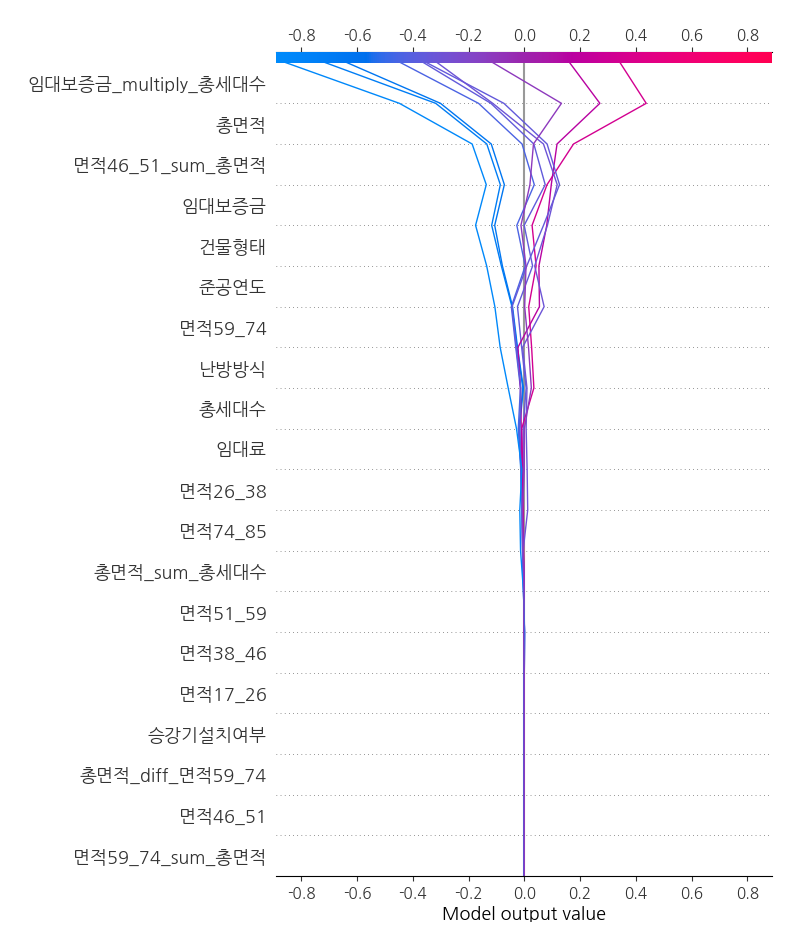 -0.8 -0.6 -0.4 -0.2 0.0 0.2 0.4 0.6 0.8
임대보증금_multiply_총세대수
총면적
면적46_51_sum_총면적
임대보증금
건물형태
준공연도
면적59_74
난방방식
총세대수
임대료
면적26_38
면적74_85
총면적_sum_총세대수
면적51_59
면적38_46
면적17_26
승강기설치여부
총면적_diff_면적59_74
면적46_51
면적59_74_sum_총면적
-0.8 -0.6 -0.4 -0.2 0.0 0.2 0.4 0.6 0.8
Model output value